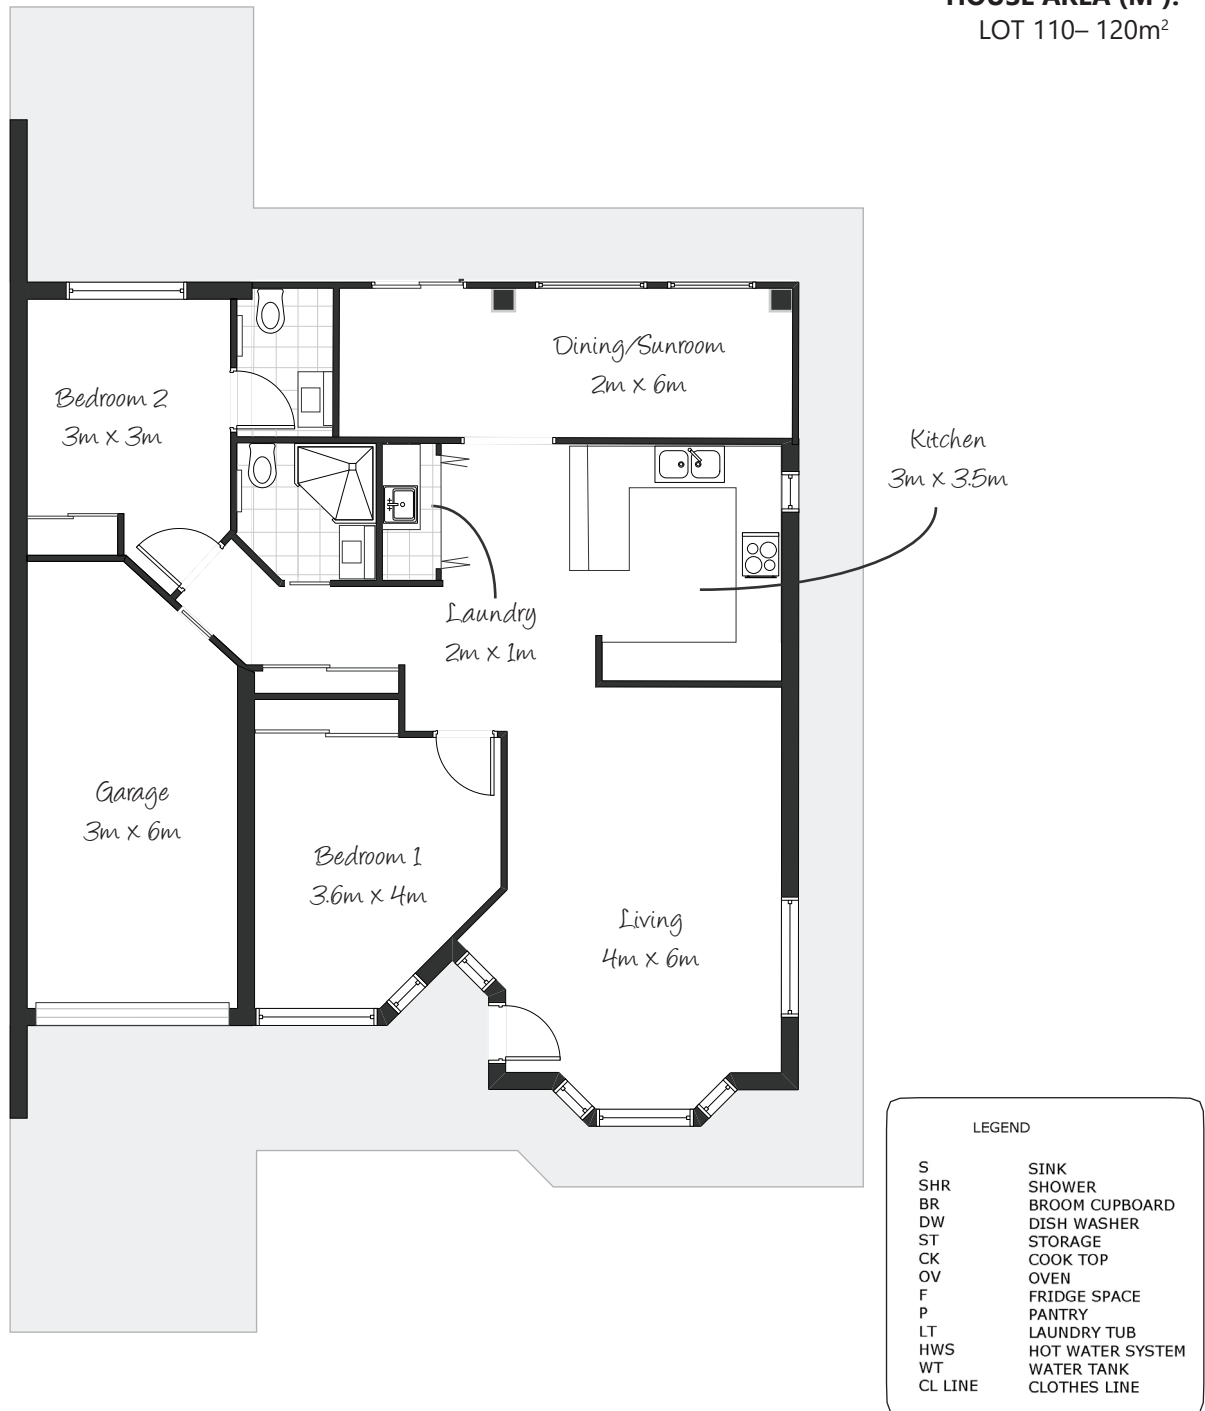 HOUSE AREA (M²):
LOT 110– 120m²
Dining/Sunroom
2m x 6m
Bedroom 2
3m x 3m
Kitchen
3m x 3.5m
Laundry
2m x 1m
Garage
3m x 6m
Bedroom 1
3.6m x 4m
Living
4m x 6m
LEGEND
S SINK
SHR SHOWER
BR BROOM CUPBOARD
DW DISH WASHER
ST STORAGE
CK COOK TOP
OV OVEN
F FRIDGE SPACE
P PANTRY
LT LAUNDRY TUB
HWS HOT WATER SYSTEM
WT WATER TANK
CL LINE CLOTHES LINE